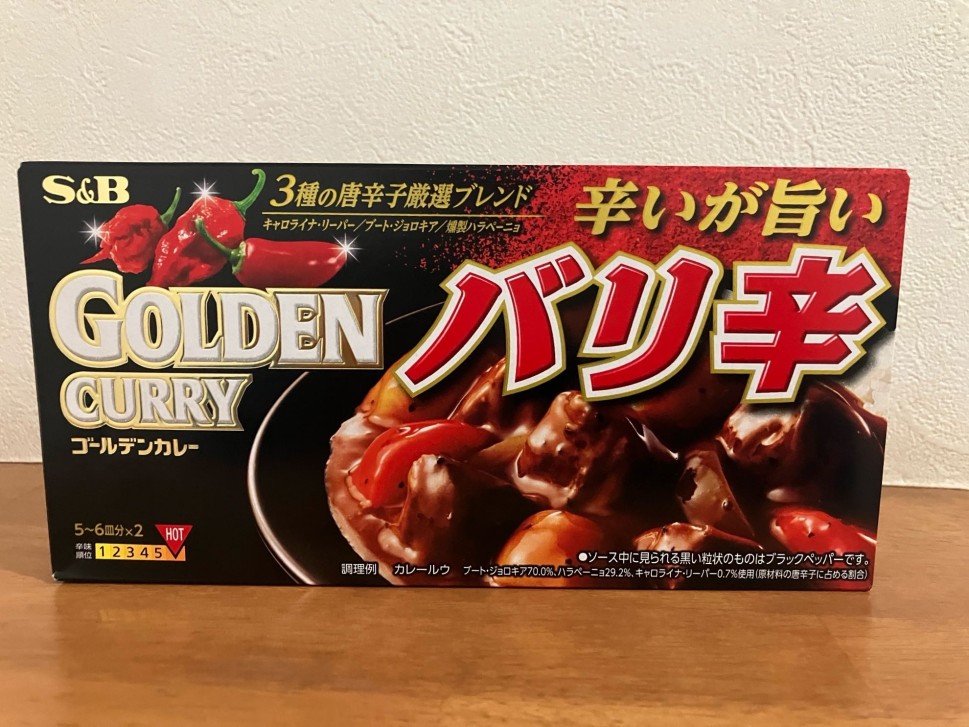 S&B
3種の唐辛子厳選ブレンド
キャロライナ・リーパー/ブート・ジョロキア/燻製ハラペーニョ
辛いが旨い
GOLDEN
CURRY
ゴールデンカレー
バリ辛
5~6皿分×2
HOT
辛味
順位
1 2 3 4 5
●ソース中に見られる黒い粒状のものはブラックペッパーです。
調理例 カレールウ ブート・ジョロキア70.0%、ハラペーニョ29.2%、キャロライナ・リーパー0.7%使用(原材料の唐辛子に占める割合)